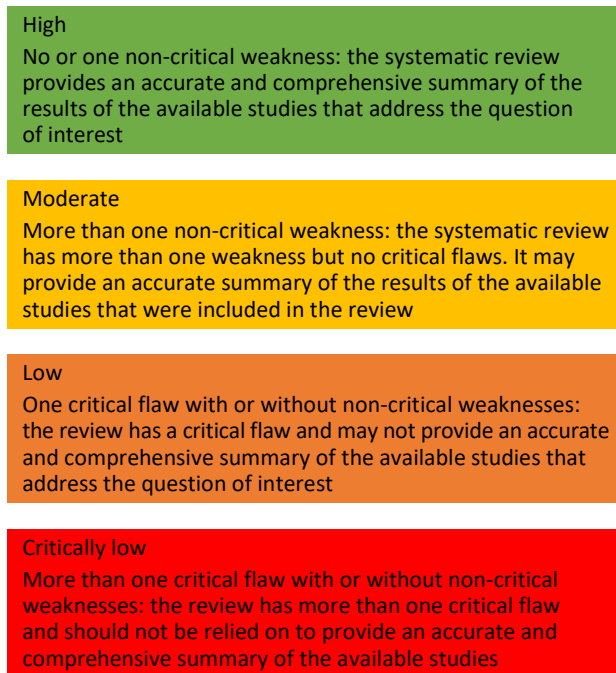 High
No or one non-critical weakness: the systematic review
provides an accurate and comprehensive summary of the
results of the available studies that address the question
of interest
Moderate
More than one non-critical weakness: the systematic review
has more than one weakness but no critical flaws. It may
provide an accurate summary of the results of the available
studies that were included in the review
Low
One critical flaw with or without non-critical weaknesses:
the review has a critical flaw and may not provide an accurate
and comprehensive summary of the available studies that
address the question of interest
Critically low
More than one critical flaw with or without non-critical
weaknesses: the review has more than one critical flaw
and should not be relied on to provide an accurate and
comprehensive summary of the available studies